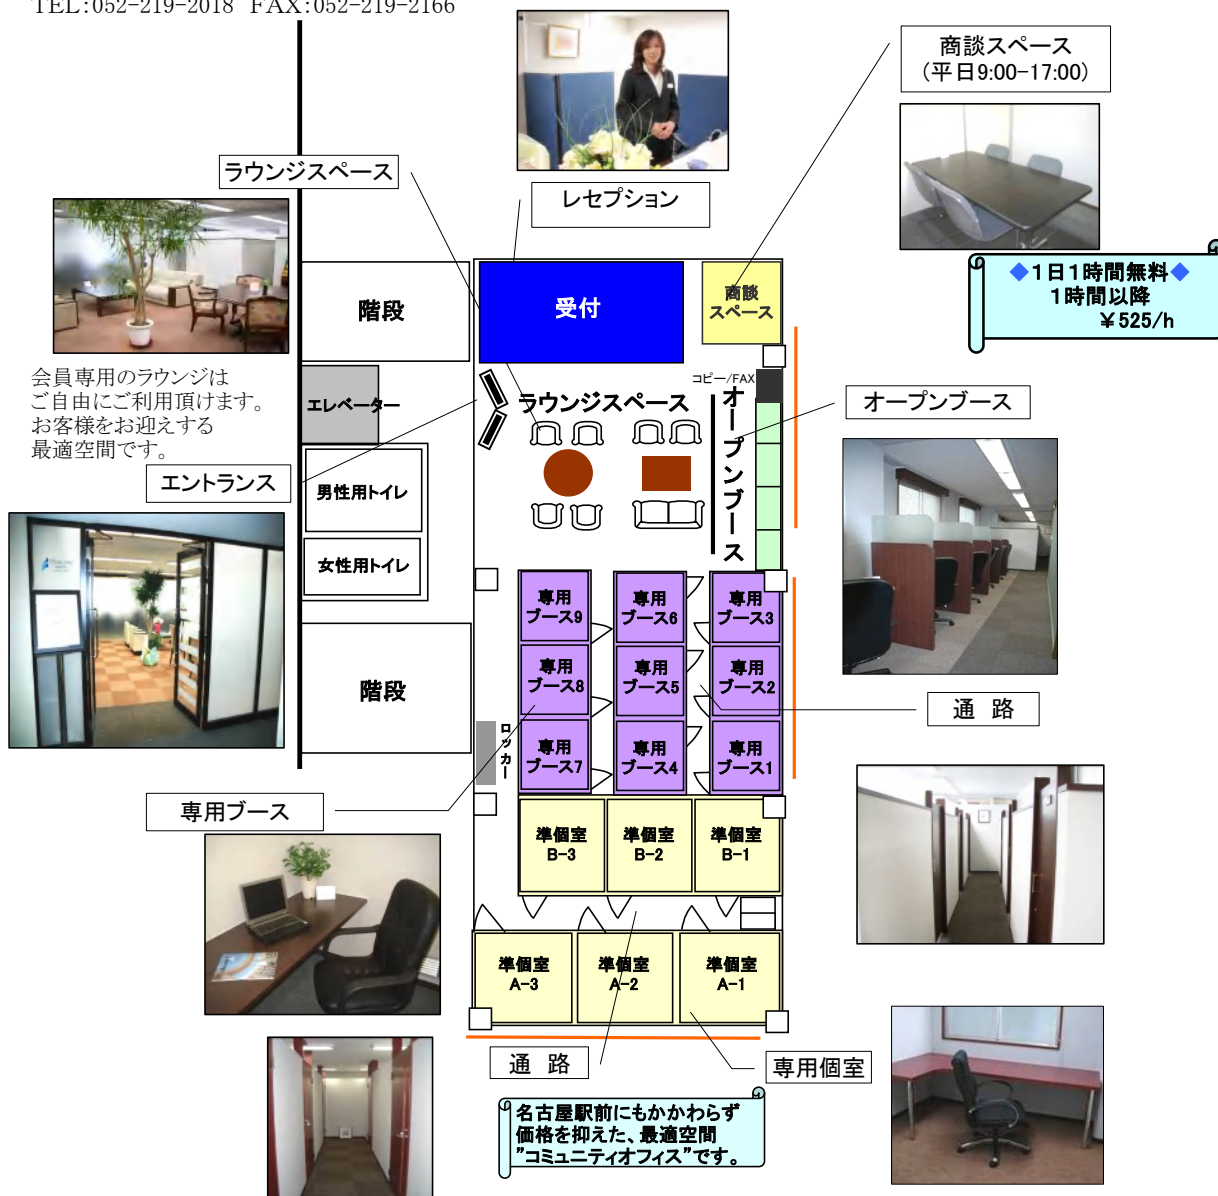 TEL:052-219-2018 FAX:052-219-2166
商談スペース
(平日9:00-17:00)
ラウンジスペース
レセプション
◆1日1時間無料◆
1時間以降
￥525/h
階段
受付
商談
スペース
会員専用のラウンジは
ご自由にご利用頂けます。
お客様をお迎えする
最適空間です。
エレベーター
コピー/FAX
ラウンジスペース
オープンブース
オープンブース
エントランス
男性用トイレ
女性用トイレ
専用
ブース9
専用
ブース6
専用
ブース3
階段
専用
ブース8
専用
ブース5
専用
ブース2
通 路
ロッカー
専用
ブース7
専用
ブース4
専用
ブース1
専用ブース
準個室
B-3
準個室
B-2
準個室
B-1
準個室
A-3
準個室
A-2
準個室
A-1
通 路
専用個室
名古屋駅前にもかかわらず
価格を抑えた、最適空間
"コミュニティオフィス"です。